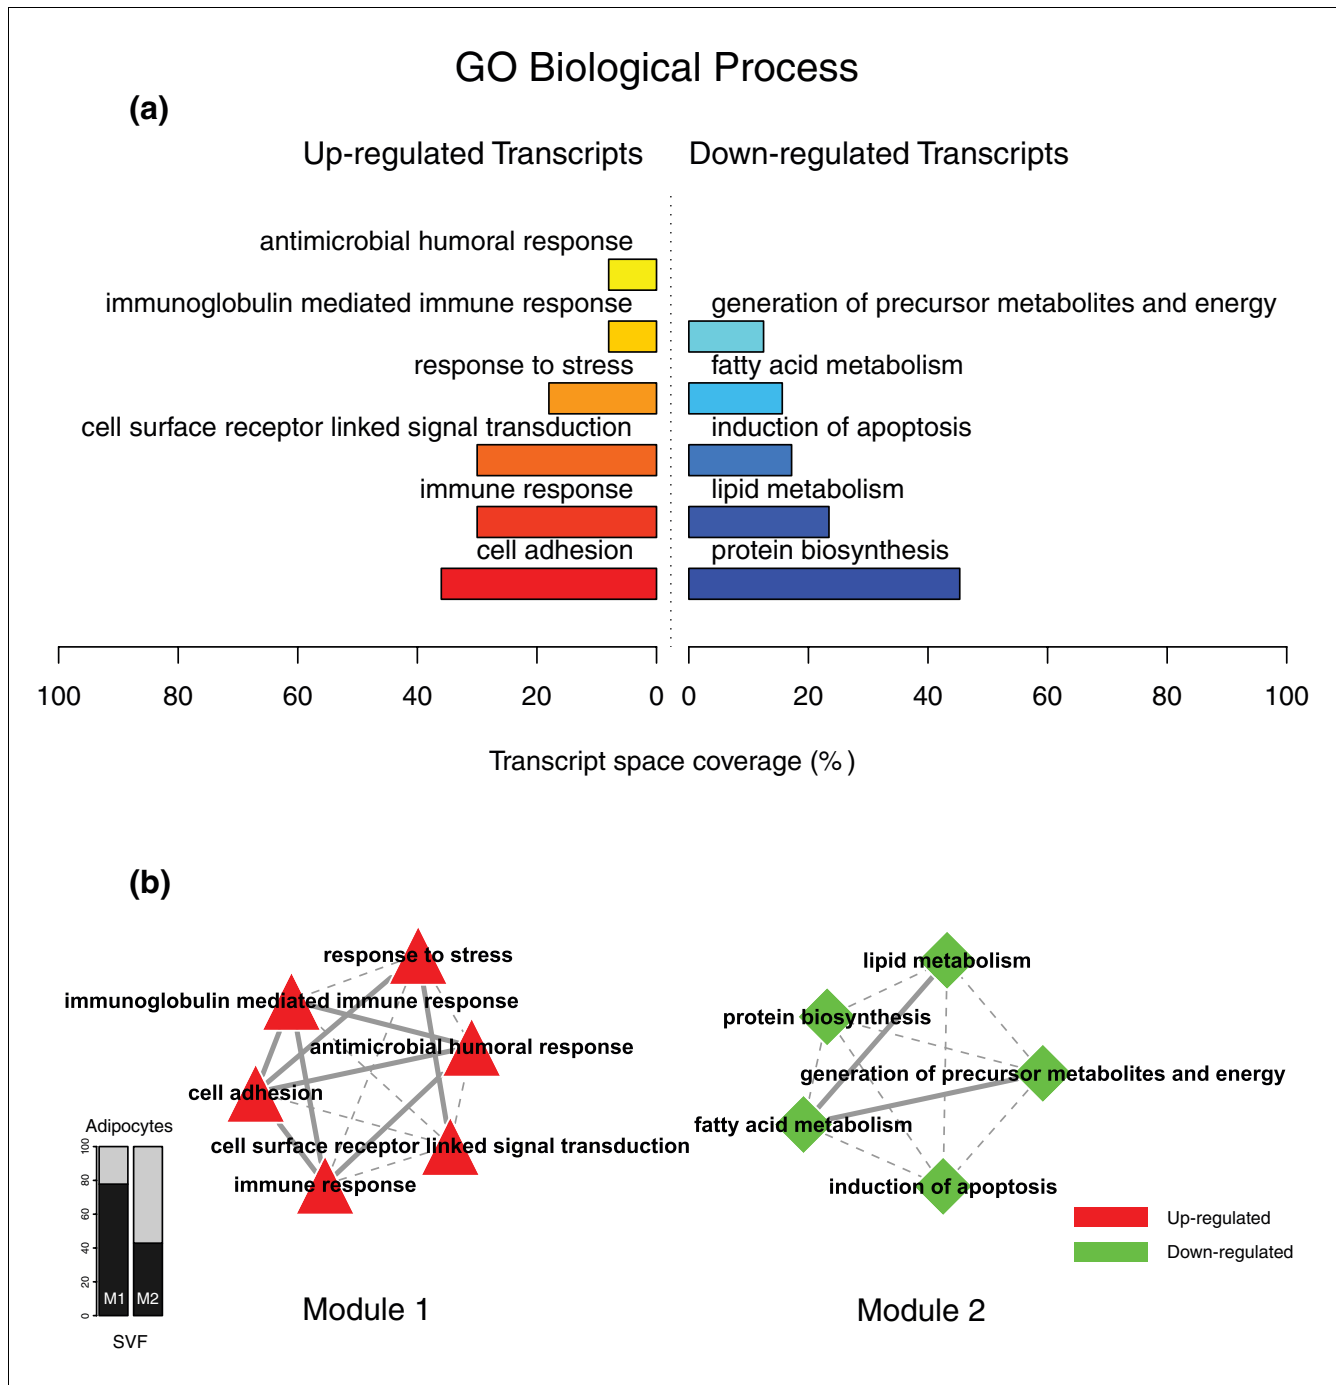 GO Biological Process
(a)
Up-regulated Transcripts
Down-regulated Transcripts
antimicrobial humoral response
immunoglobulin mediated immune response
response to stress
cell surface receptor linked signal transduction
immune response
cell adhesion
generation of precursor metabolites and energy
fatty acid metabolism
induction of apoptosis
lipid metabolism
protein biosynthesis
100 80 60 40 20 0
0 20 40 60 80 100
Transcript space coverage (%)
(b)
response to stress
immunoglobulin mediated immune response
antimicrobial humoral response
cell adhesion
cell surface receptor linked signal transduction
immune response
Adipocytes
100
80
60
40
20
0
M1 M2
SVF
Module 1
lipid metabolism
protein biosynthesis
generation of precursor metabolites and energy
fatty acid metabolism
induction of apoptosis
Up-regulated
Down-regulated
Module 2